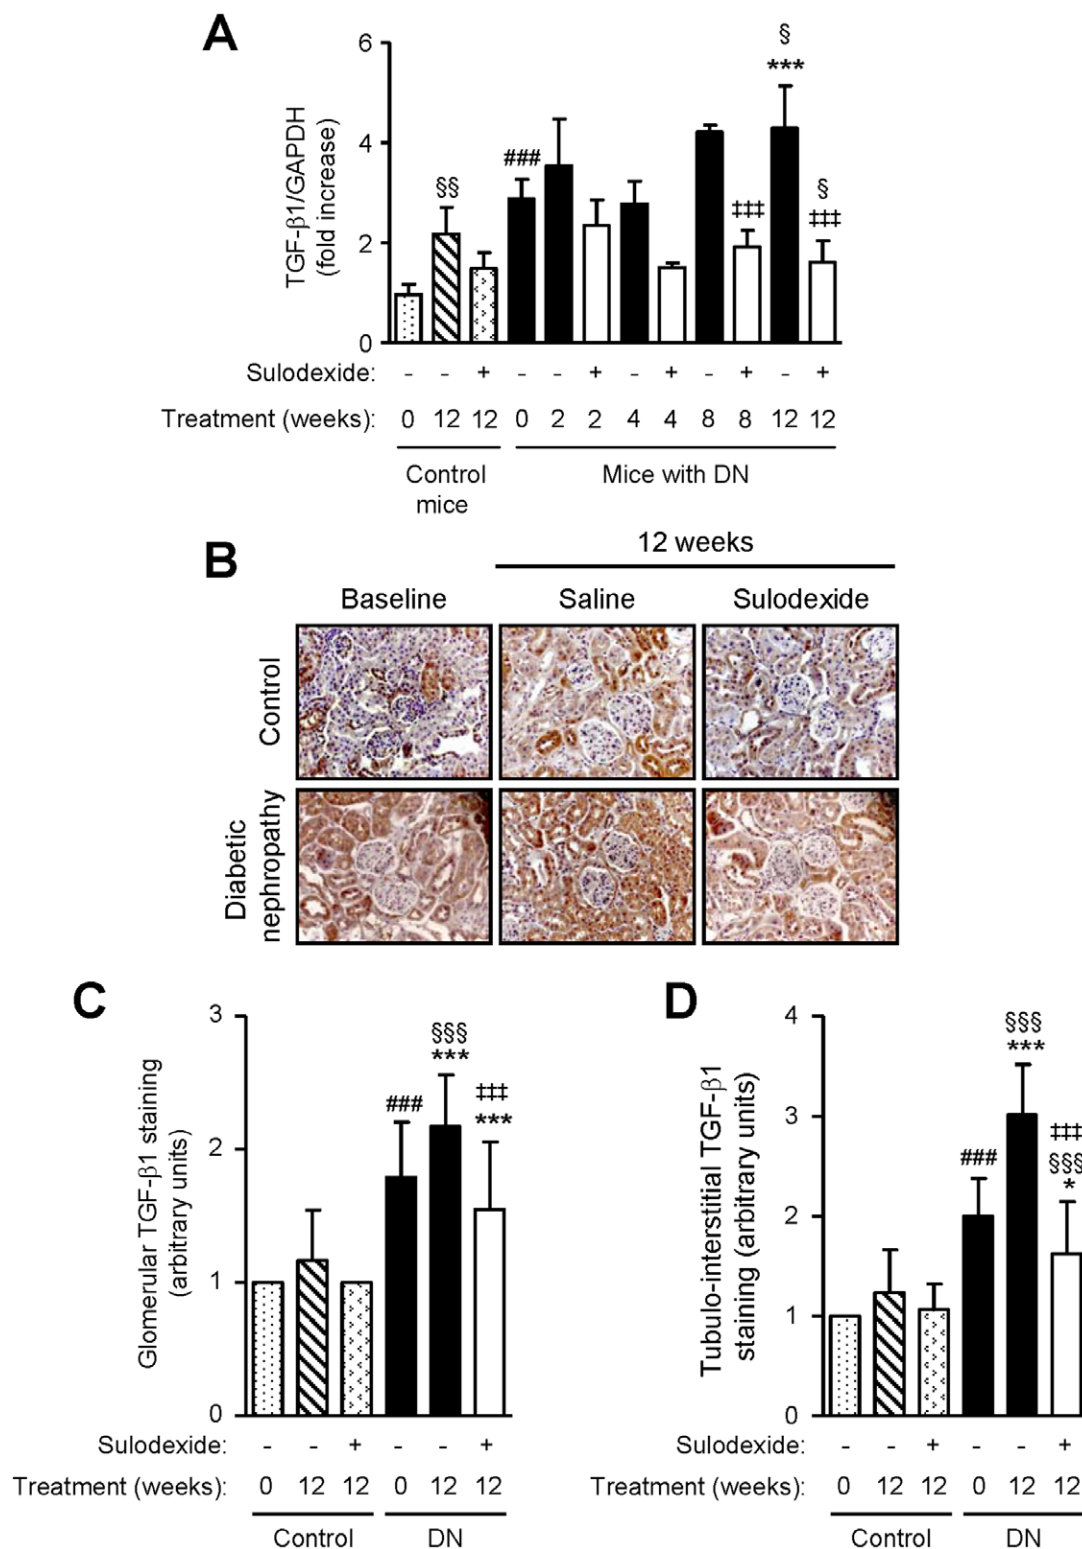 A
TGF-β1/GAPDH
(fold increase)
6
4
2
0
§§
###
‡‡‡
§
***
§
‡‡‡
Sulodexide: - - + - - + - + - + - +
Treatment (weeks): 0 12 12 0 2 2 4 4 8 8 12 12
Control
mice
Mice with DN
B
12 weeks
Baseline Saline Sulodexide
Control
Diabetic
nephropathy
C
Glomerular TGF-β1 staining
(arbitrary units)
3
2
1
0
###
§§§
***
‡‡‡
***
Sulodexide: - - + - - +
Treatment (weeks): 0 12 12 0 12 12
Control DN
D
Tubulo-interstitial TGF-β1
staining (arbitrary units)
4
3
2
1
0
###
§§§
***
‡‡‡
§§§
*
Sulodexide: - - + - - +
Treatment (weeks): 0 12 12 0 12 12
Control DN